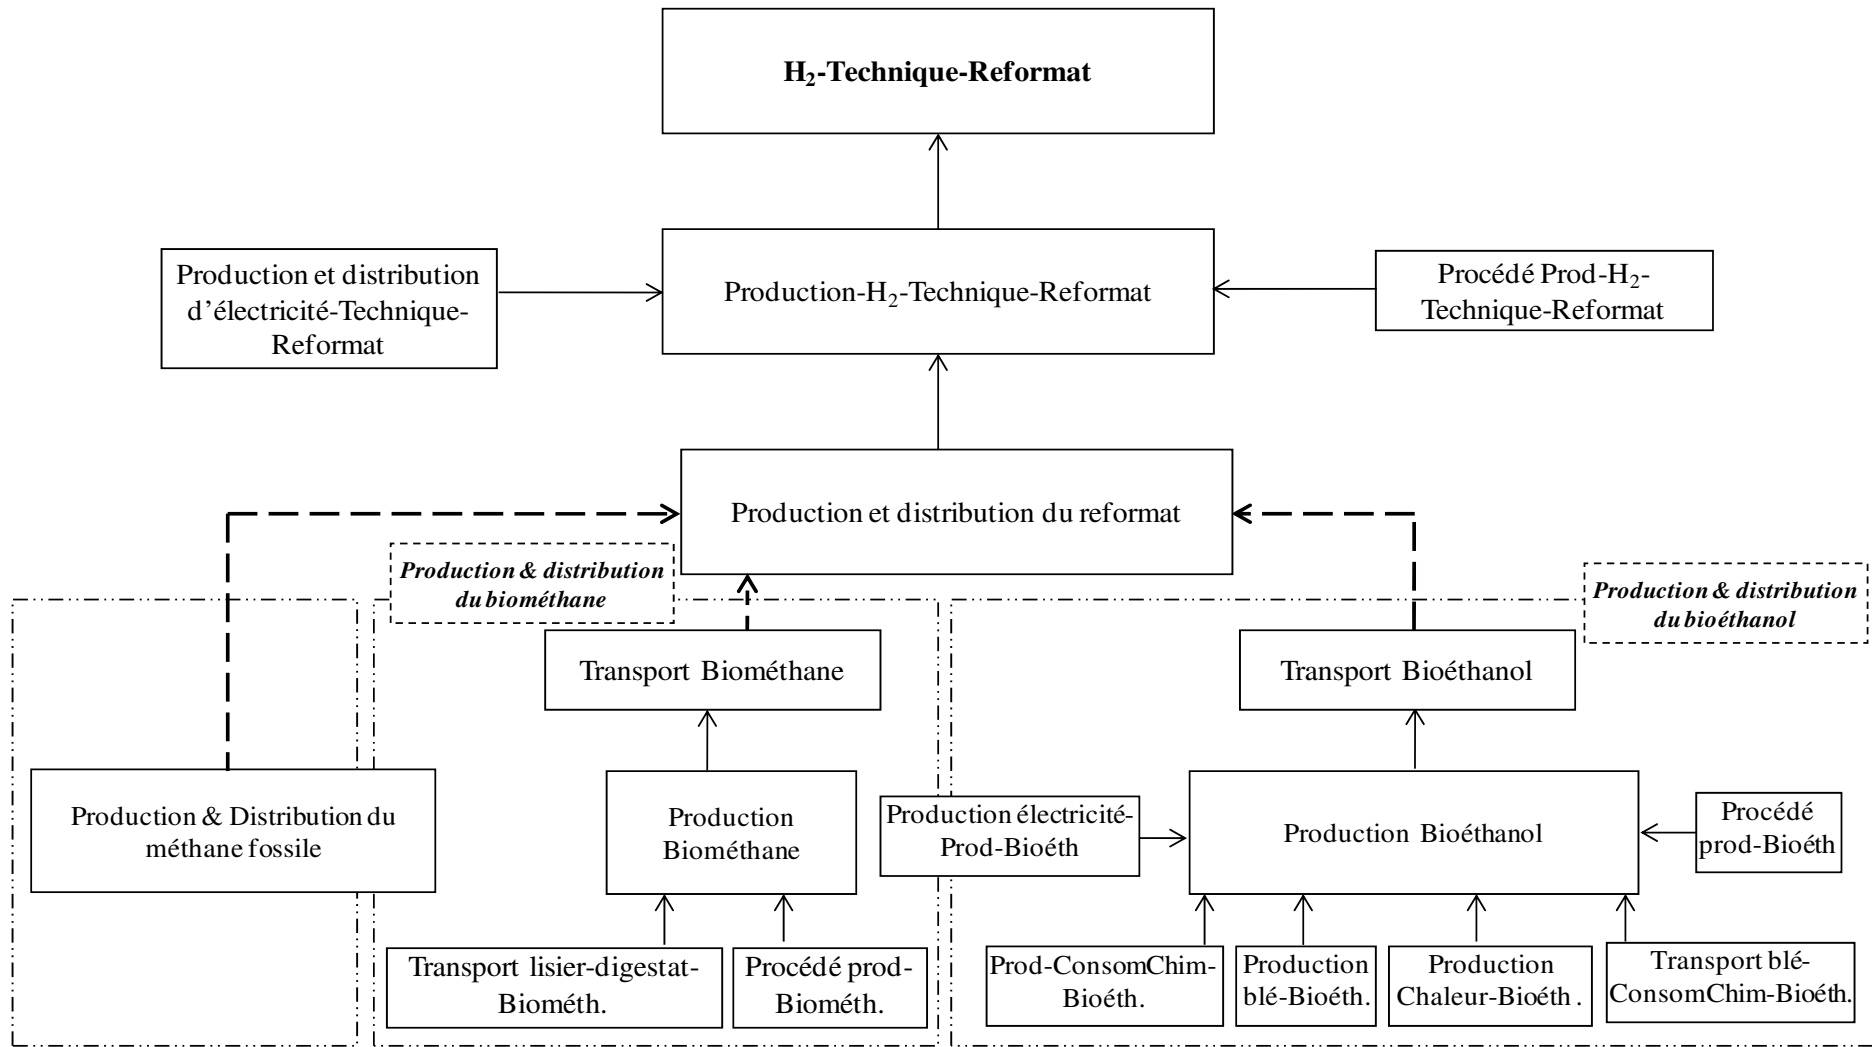 H₂-Technique-Reformat
Production et distribution
d’électricité-Technique-
Reformat
Production-H₂-Technique-Reformat
Procédé Prod-H₂-
Technique-Reformat
Production et distribution du reformat
Production & distribution
du biométhane
Production & distribution
du bioéthanol
Transport Biométhane
Transport Bioéthanol
Production & Distribution du
méthane fossile
Production
Biométhane
Production électricité-
Prod-Bioéth
Production Bioéthanol
Procédé
prod-Bioéth
Transport lisier-digestat-
Biométh.
Procédé prod-
Biométh.
Prod-ConsomChim-
Bioéth.
Production
blé-Bioéth.
Production
Chaleur-Bioéth .
Transport blé-
ConsomChim-Bioéth.